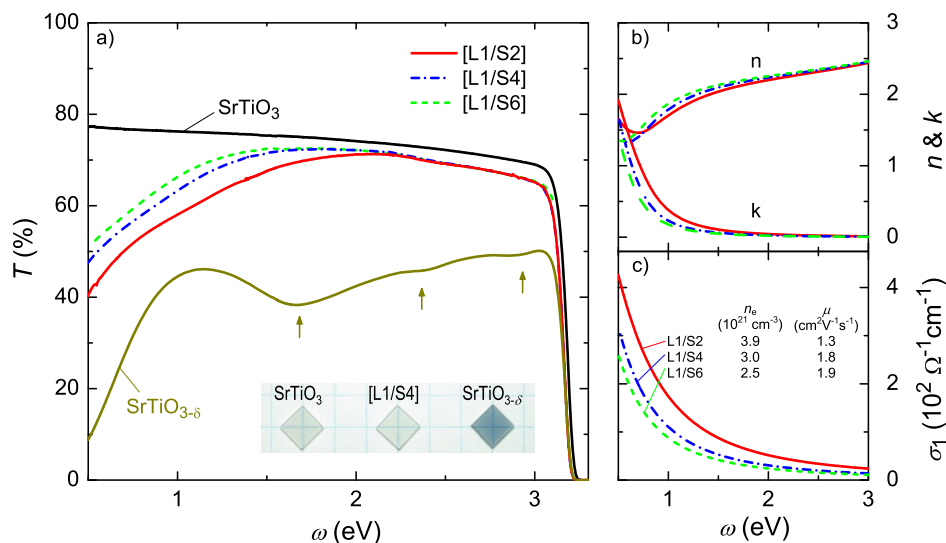 a)
100
80
60
40
20
0
T (%)
1
2
3
ω (eV)
[L1/S2]
[L1/S4]
[L1/S6]
SrTiO3
SrTiO3-δ
SrTiO3
[L1/S4]
SrTiO3-δ
b)
n
k
3
2
1
0
n & k
c)
ne
μ
(10^21 cm^-3)
(cm^2V^-1s^-1)
L1/S2 3.9 1.3
L1/S4 3.0 1.8
L1/S6 2.5 1.9
4
2
0
σ1 (10^2 Ω^-1cm^-1)
1
2
3
ω (eV)